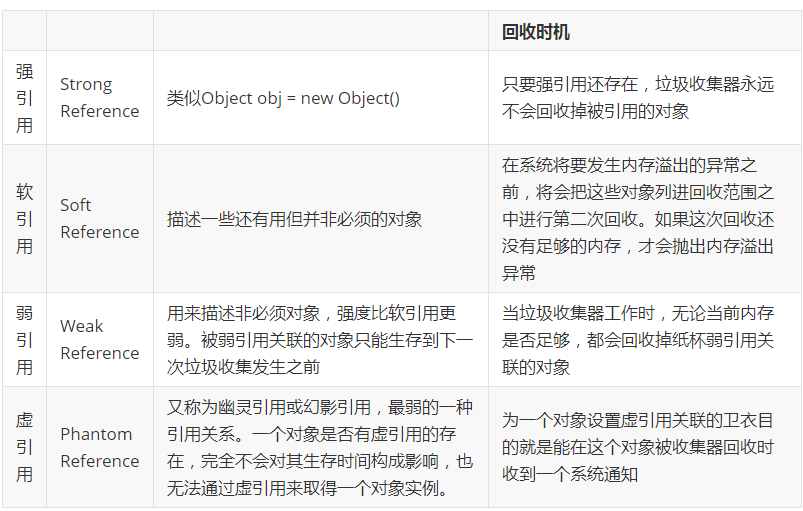 回收时机
强
引
用
Strong
Reference
类似Object obj = new Object()
只要强引用还存在，垃圾收集器永远
不会回收掉被引用的对象
软
引
用
Soft
Reference
描述一些还有用但并非必须的对象
在系统将要发生内存溢出的异常之
前，将会把这些对象列进回收范围之
中进行第二次回收。如果这次回收还
没有足够的内存，才会抛出内存溢出
异常
弱
引
用
Weak
Reference
用来描述非必须对象，强度比软引用更
弱。被弱引用关联的对象只能生存到下一
次垃圾收集发生之前
当垃圾收集器工作时，无论当前内存
是否足够，都会回收掉纸杯弱引用关
联的对象
虚
引
用
Phantom
Reference
又称为幽灵引用或幻影引用，最弱的一种
引用关系。一个对象是否有虚引用的存
在，完全不会对其生存时间构成影响，也
无法通过虚引用来取得一个对象实例。
为一个对象设置虚引用关联的卫衣目
的就是能在这个对象被收集器回收时
收到一个系统通知